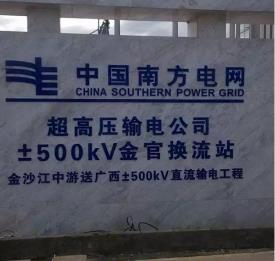 中国南方电网
CHINA SOUTHERN POWER GRID
超高压输电公司
±500kV金官换流站
金沙江中游送广西±500kV直流输电工程